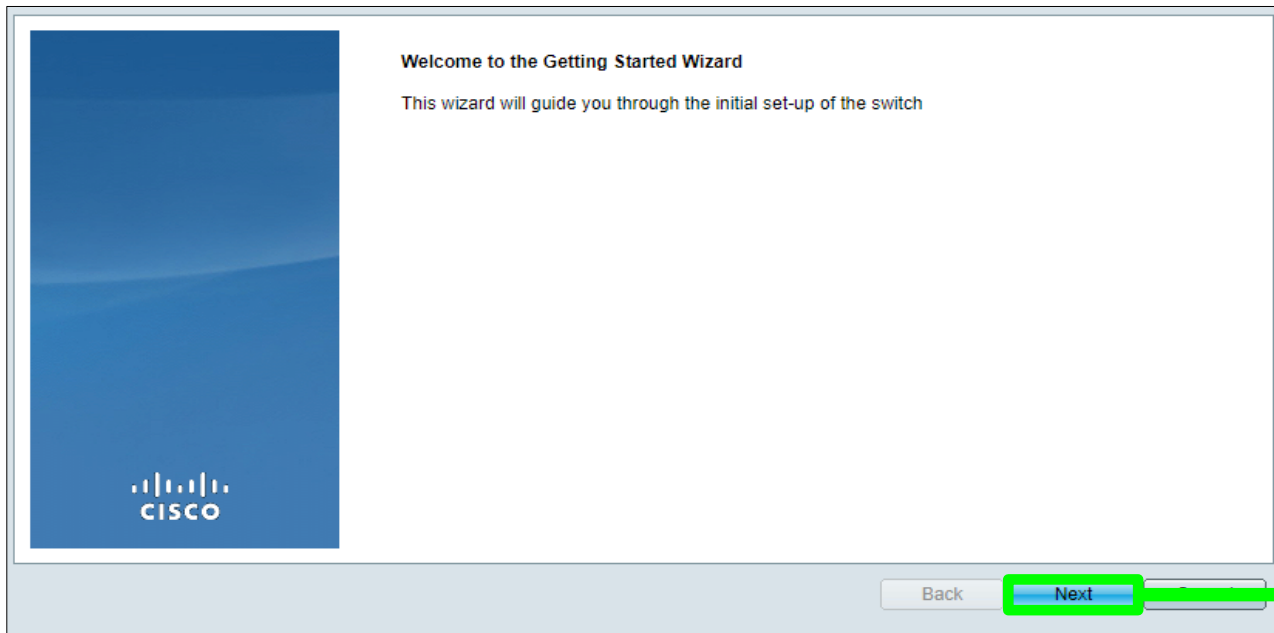 Welcome to the Getting Started Wizard
This wizard will guide you through the initial set-up of the switch
CISCO
Back
Next